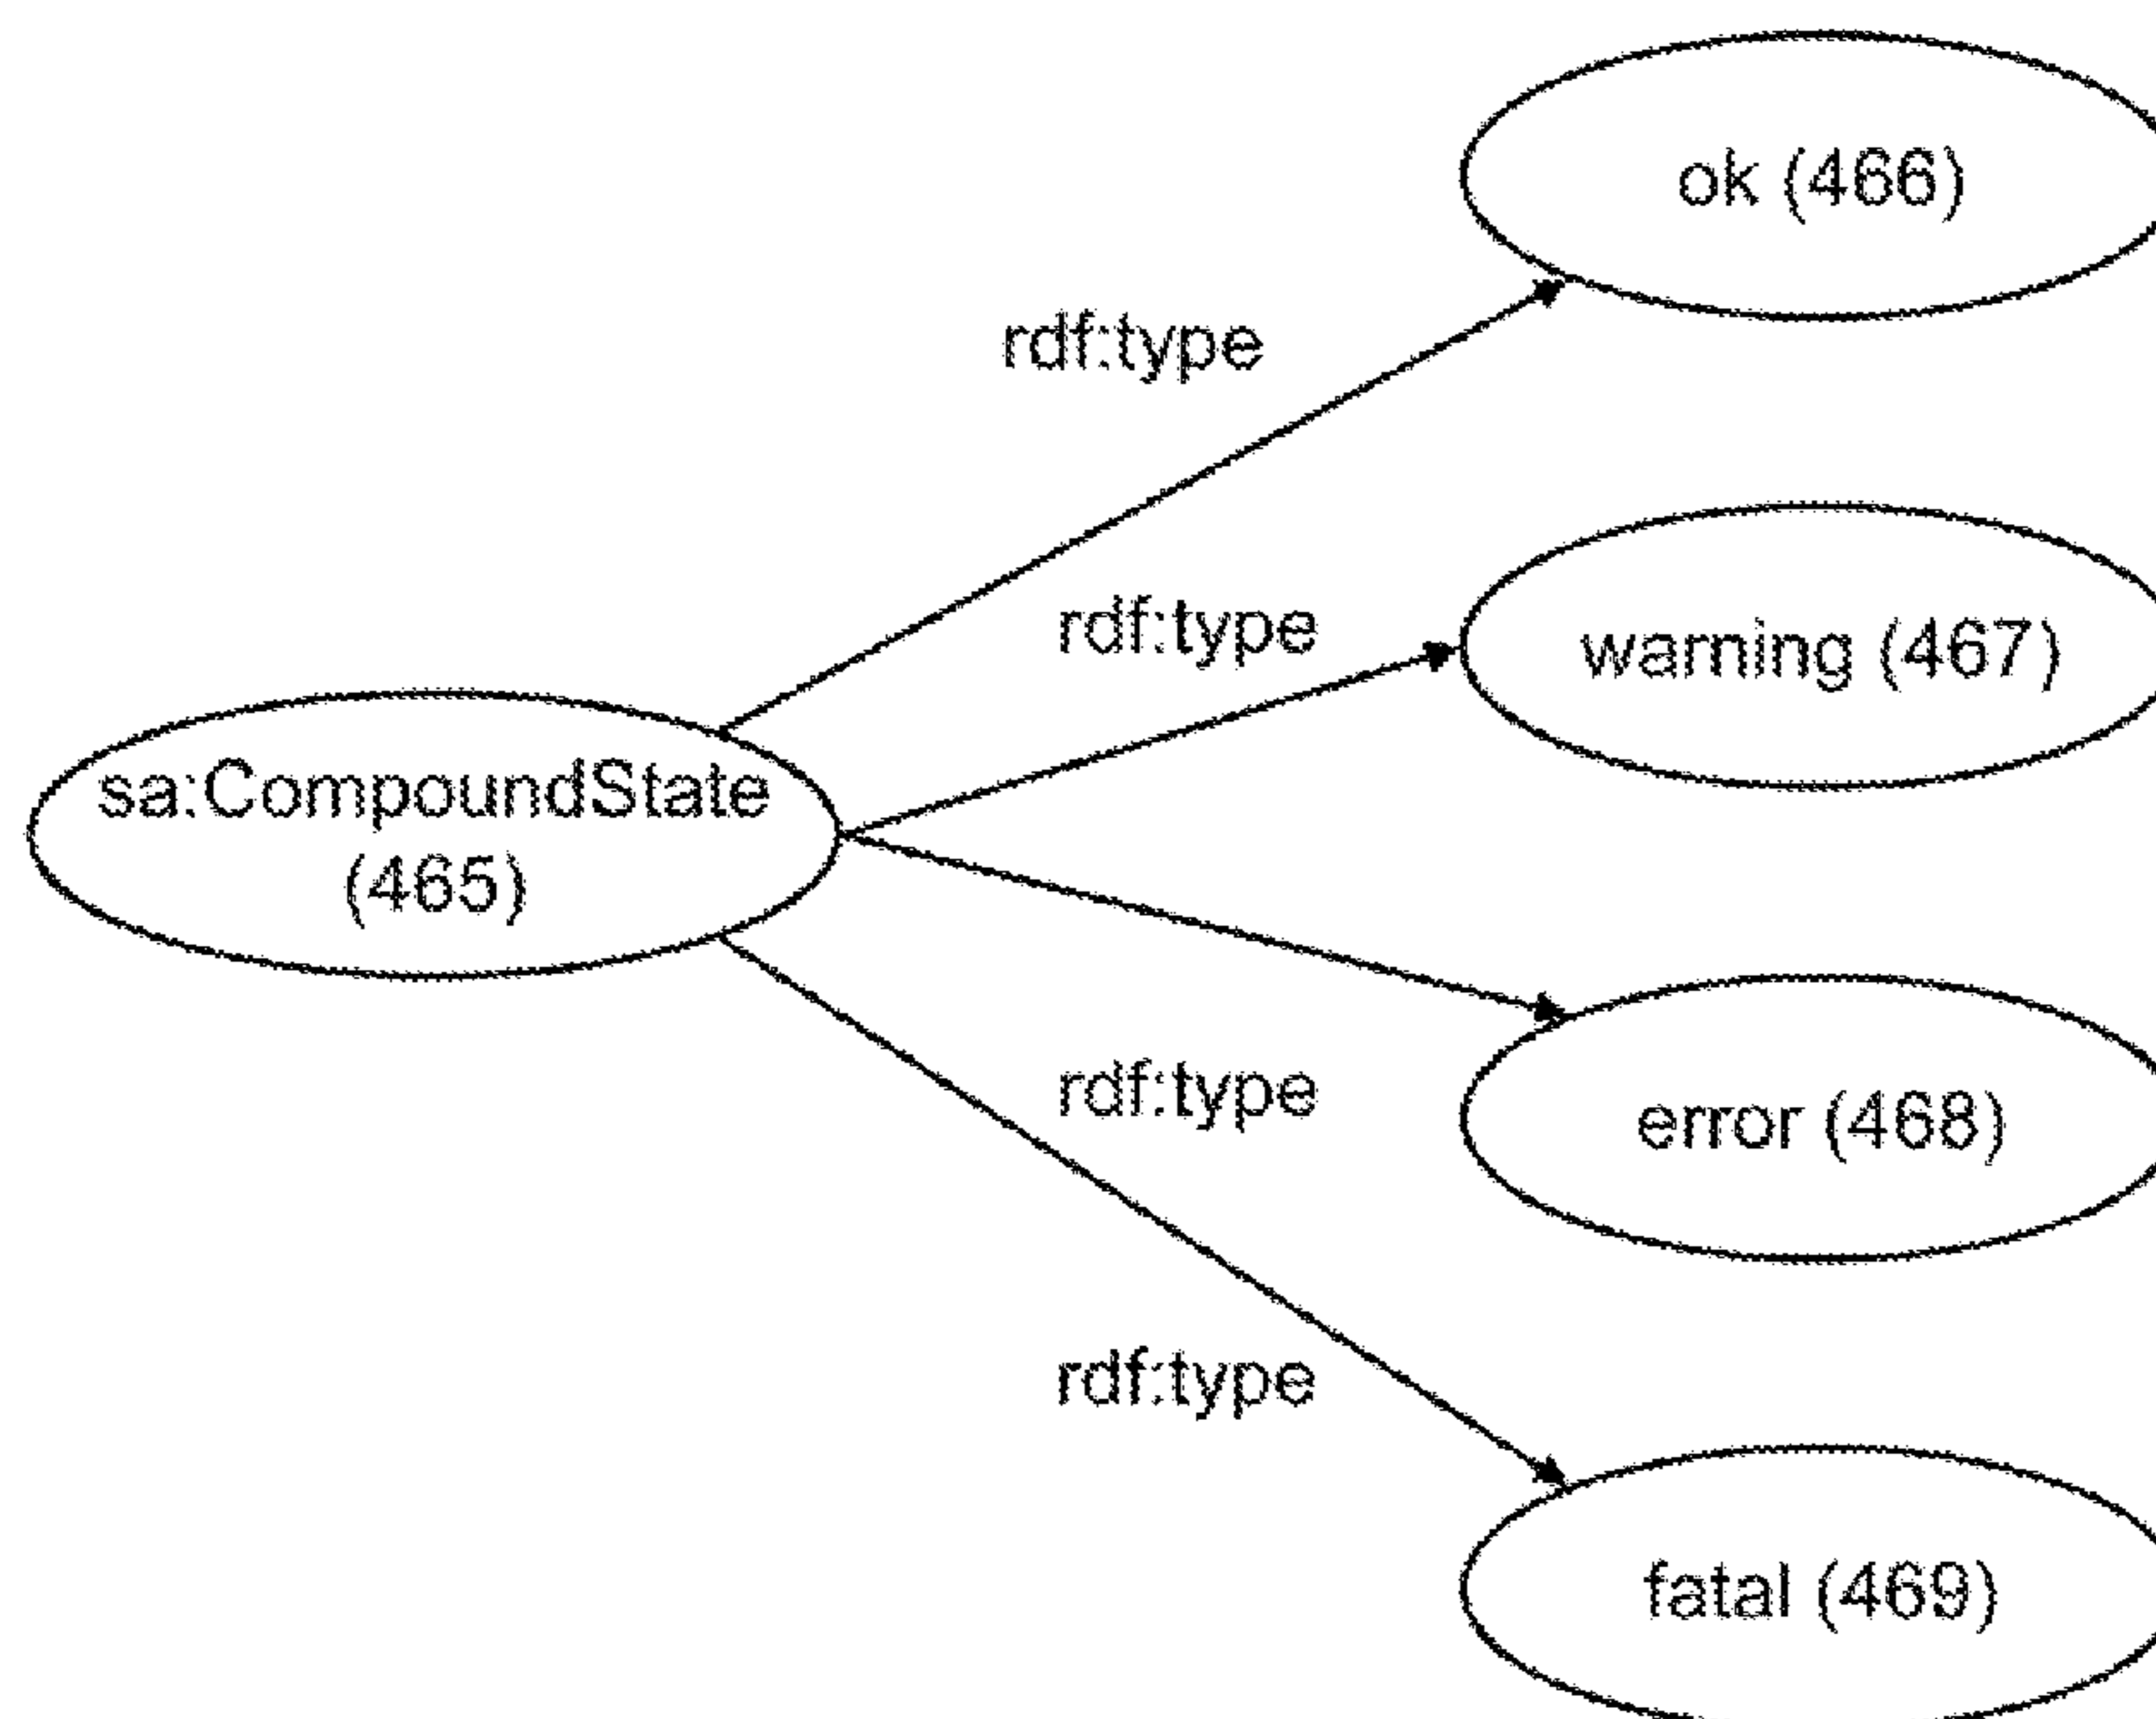 ok (466)
rdf:type
rdf:type
warning (467)
sa:CompoundState
(465)
rdf:type
error (468)
rdf:type
fatal (469)